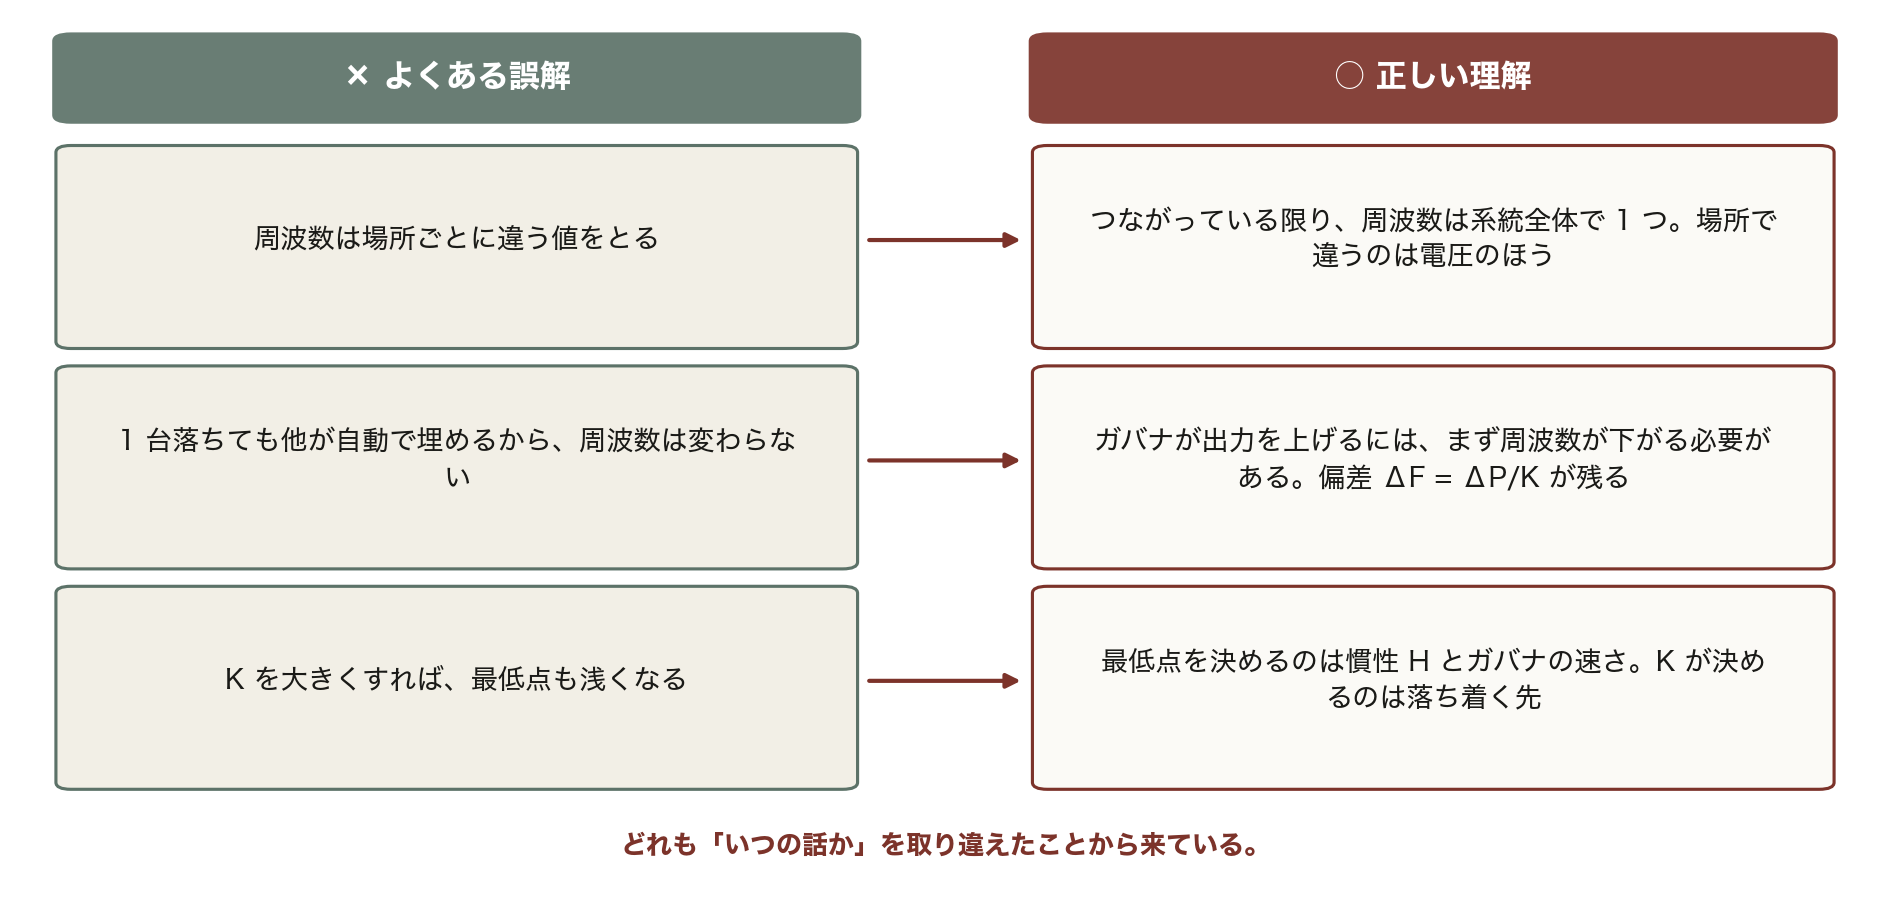 × よくある誤解
○ 正しい理解
周波数は場所ごとに違う値をとる
つながっている限り、周波数は系統全体で 1 つ。場所で
違うのは電圧のほう
1 台落ちても他が自動で埋めるから、周波数は変わらな
い
ガバナが出力を上げるには、まず周波数が下がる必要が
ある。偏差 ΔF = ΔP/K が残る
K を大きくすれば、最低点も浅くなる
最低点を決めるのは慣性 H とガバナの速さ。K が決め
るのは落ち着く先
どれも「いつの話か」を取り違えたことから来ている。